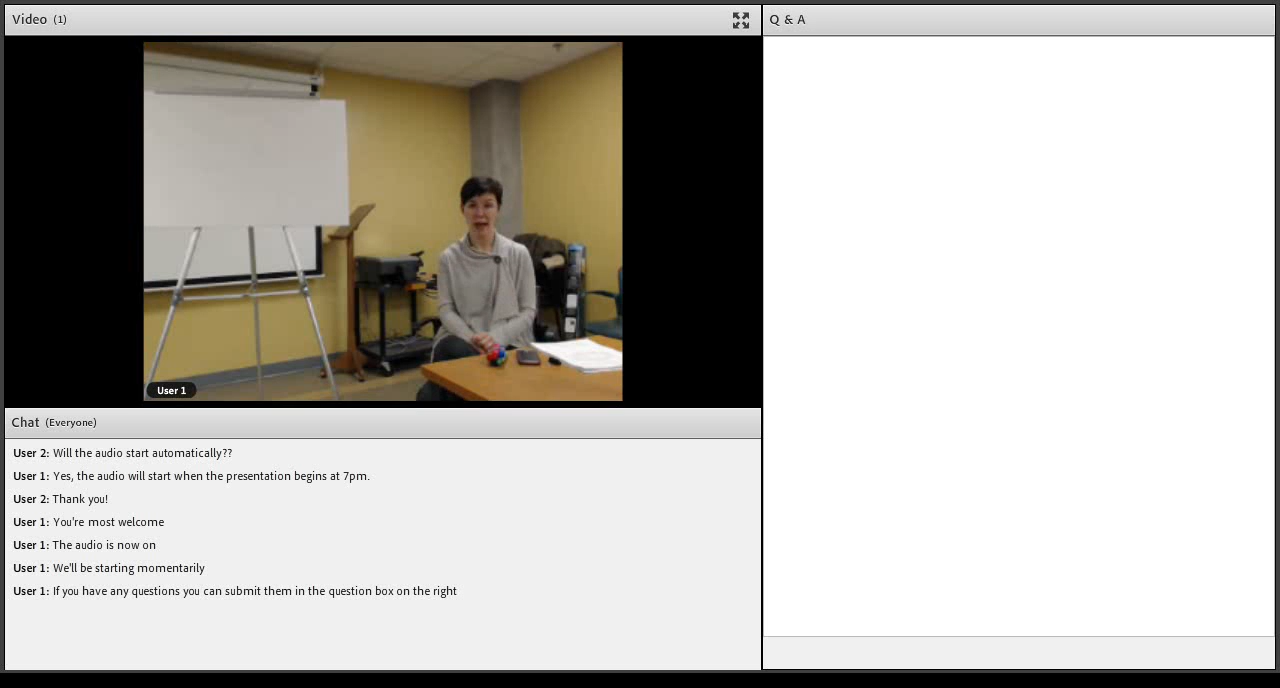 Video (1)
Q & A
User 1
Chat (Everyone)
User 2: Will the audio start automatically??
User 1: Yes, the audio will start when the presentation begins at 7pm.
User 2: Thank you!
User 1: You're most welcome
User 1: The audio is now on
User 1: We'll be starting momentarily
User 1: If you have any questions you can submit them in the question box on the right